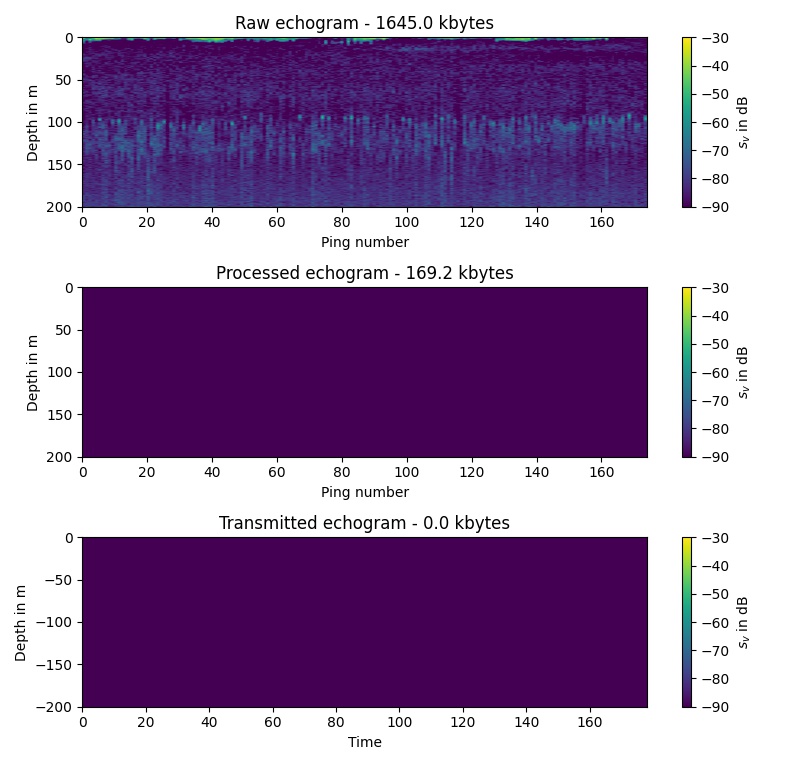 Raw echogram - 1645.0 kbytes
0
50
100
150
200
Depth in m
0 20 40 60 80 100 120 140 160
Ping number
−30
−40
−50
−60
−70
−80
−90
sv in dB
Processed echogram - 169.2 kbytes
0
50
100
150
200
Depth in m
0 20 40 60 80 100 120 140 160
Ping number
−30
−40
−50
−60
−70
−80
−90
sv in dB
Transmitted echogram - 0.0 kbytes
0
−50
−100
−150
−200
Depth in m
0 20 40 60 80 100 120 140 160
Time
−30
−40
−50
−60
−70
−80
−90
sv in dB